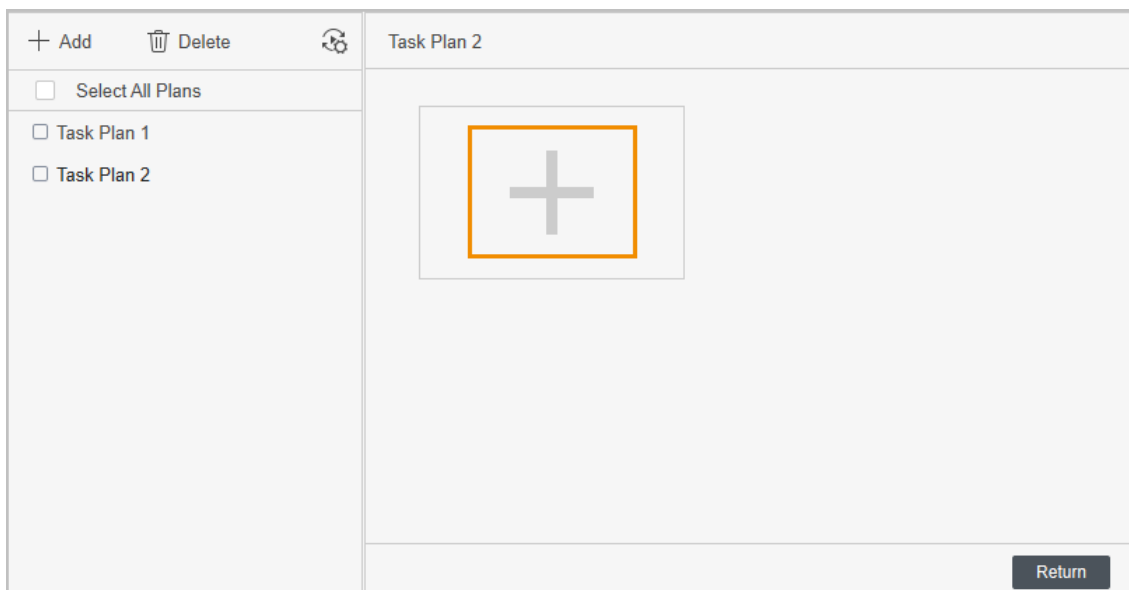 Add
Delete
Task Plan 2
Select All Plans
Task Plan 1
Task Plan 2
Return